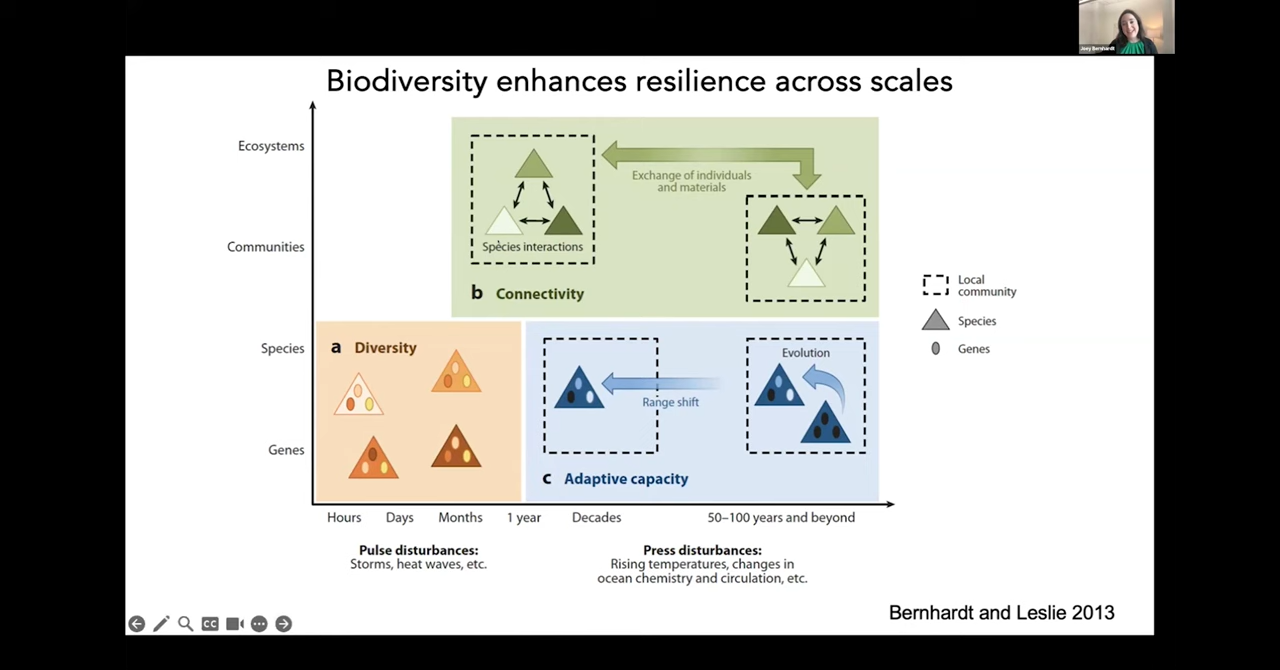 Joey Bernhardt
Biodiversity enhances resilience across scales
Ecosystems
Communities
Species
Genes
Exchange of individuals
and materials
Species interactions
b Connectivity
a Diversity
Range shift
Evolution
c Adaptive capacity
Local
community
Species
Genes
Hours
Days
Months
1 year
Decades
50–100 years and beyond
Pulse disturbances:
Storms, heat waves, etc.
Press disturbances:
Rising temperatures, changes in
ocean chemistry and circulation, etc.
Bernhardt and Leslie 2013
CC